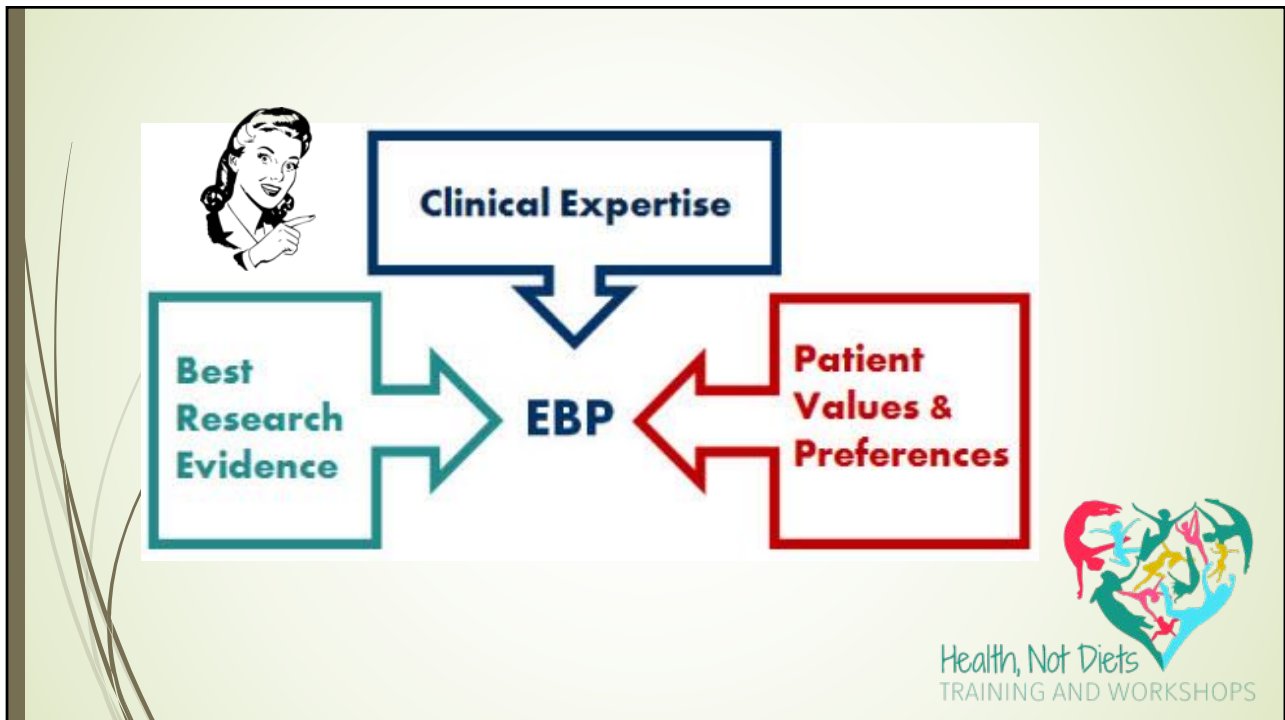 Clinical Expertise
Best
Research
Evidence
EBP
Patient
Values &
Preferences
Health, Not Diets
TRAINING AND WORKSHOPS